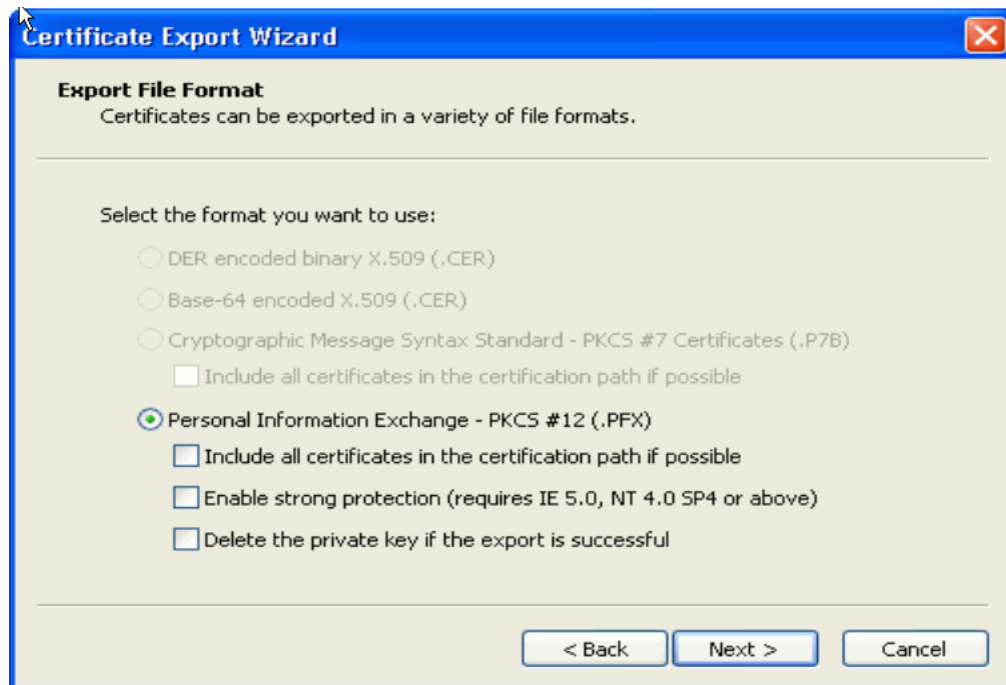 Certificate Export Wizard
Export File Format
Certificates can be exported in a variety of file formats.
Select the format you want to use:
DER encoded binary X.509 (.CER)
Base-64 encoded X.509 (.CER)
Cryptographic Message Syntax Standard - PKCS #7 Certificates (.P7B)
Include all certificates in the certification path if possible
Personal Information Exchange - PKCS #12 (.PFX)
Include all certificates in the certification path if possible
Enable strong protection (requires IE 5.0, NT 4.0 SP4 or above)
Delete the private key if the export is successful
< Back Next > Cancel